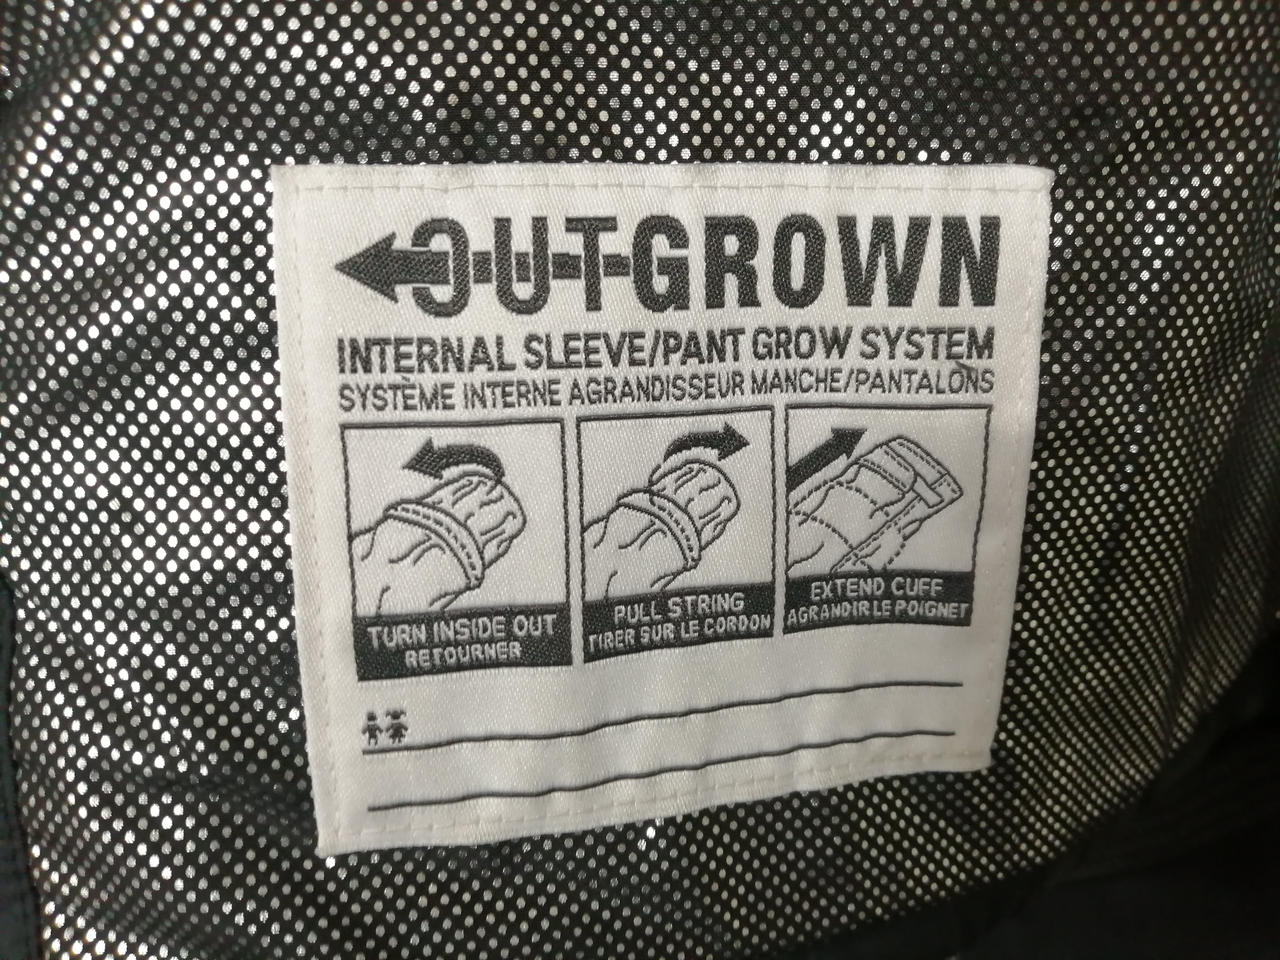 OUTGROWN
INTERNAL SLEEVE/PANT GROW SYSTEM
SYSTÈME INTERNE AGRANDISSEUR MANCHE/PANTALONS
TURN INSIDE OUT
RETOURNER
PULL STRING
TIRER SUR LE CORDON
EXTEND CUFF
AGRANDIR LE POIGNET